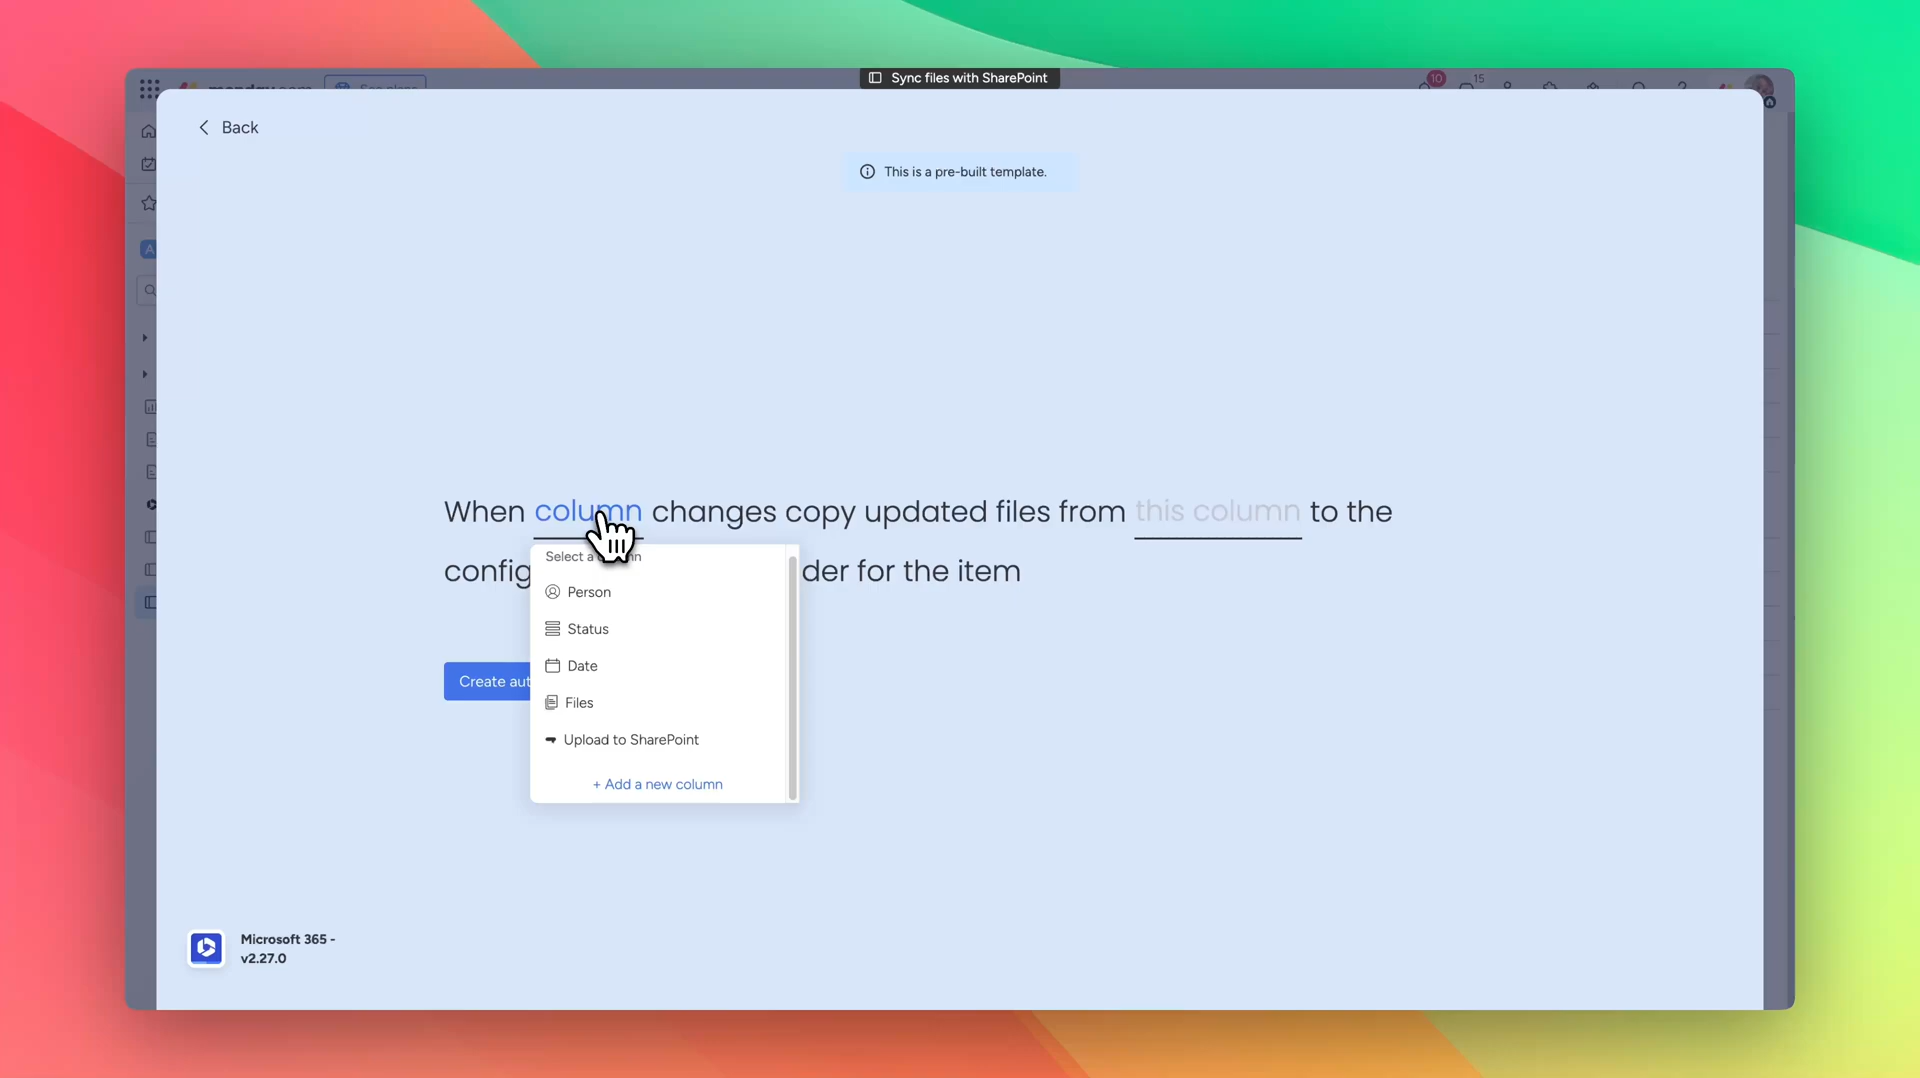 Sync files with SharePoint
10
15
Back
This is a pre-built template.
A
When column changes copy updated files from this column to the
config der for the item
Select a
Person
Status
Date
Files
Upload to SharePoint
+ Add a new column
Create aut
Microsoft 365 -
v2.27.0